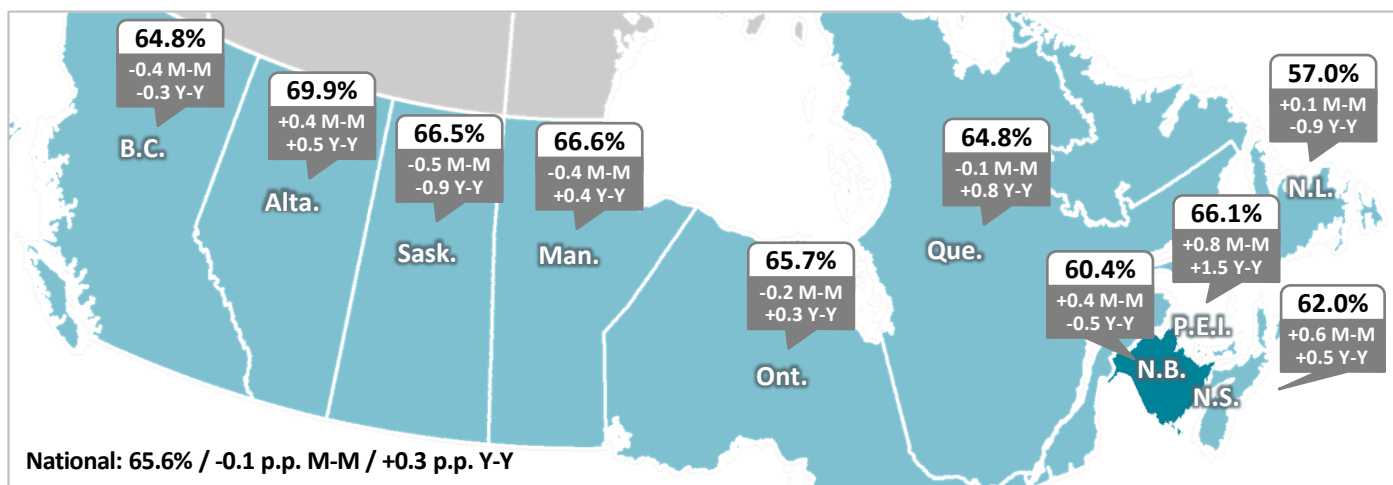 64.8%
-0.4 M-M
-0.3 Y-Y
B.C.
69.9%
+0.4 M-M
+0.5 Y-Y
Alta.
66.5%
-0.5 M-M
-0.9 Y-Y
Sask.
66.6%
-0.4 M-M
+0.4 Y-Y
Man.
65.7%
-0.2 M-M
+0.3 Y-Y
Ont.
64.8%
-0.1 M-M
+0.8 Y-Y
Que.
60.4%
+0.4 M-M
-0.5 Y-Y
N.B.
66.1%
+0.8 M-M
+1.5 Y-Y
P.E.I.
57.0%
+0.1 M-M
-0.9 Y-Y
N.L.
62.0%
+0.6 M-M
+0.5 Y-Y
N.S.
National: 65.6% / -0.1 p.p. M-M / +0.3 p.p. Y-Y